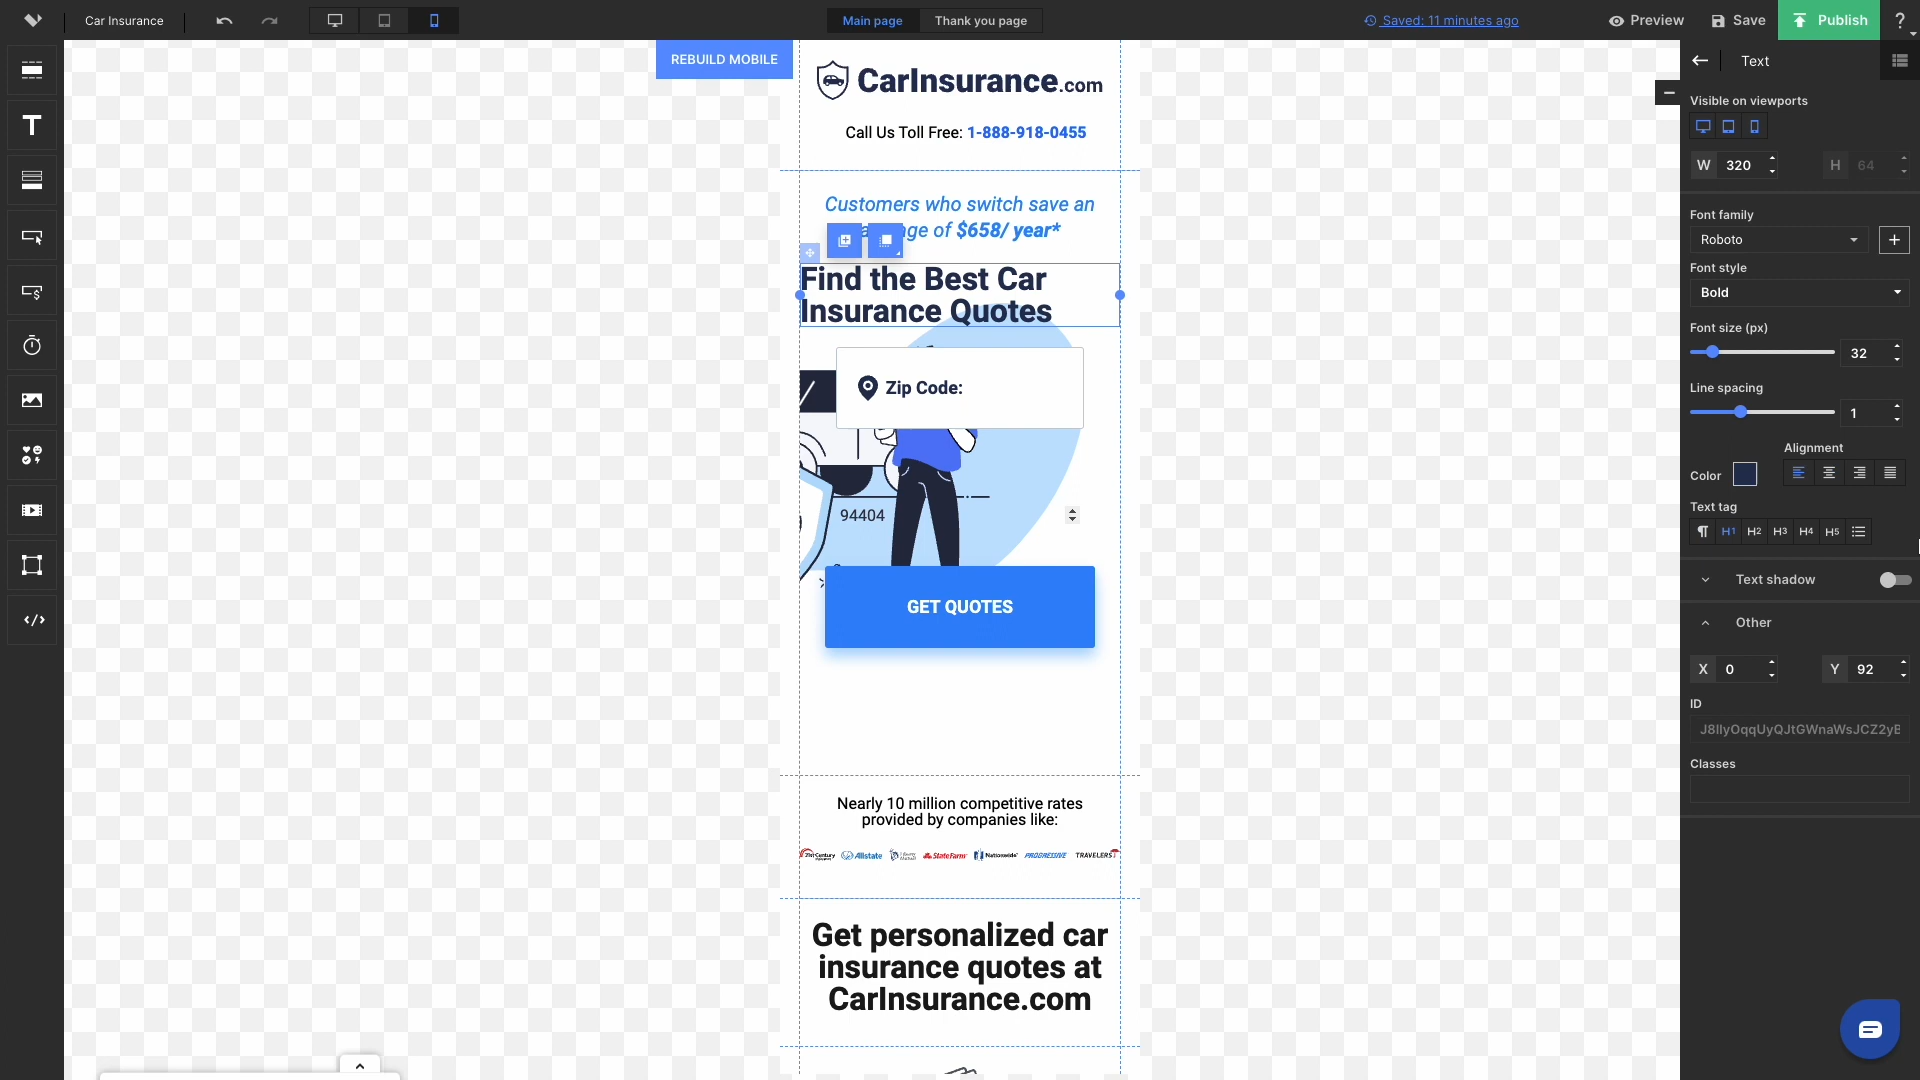 Car Insurance
Main page
Thank you page
Saved: 11 minutes ago
Preview
Save
Publish
?
REBUILD MOBILE
CarInsurance.com
Call Us Toll Free: 1-888-918-0455
Customers who switch save an
age of $658/ year*
Find the Best Car
Insurance Quotes
Zip Code:
94404
GET QUOTES
Nearly 10 million competitive rates
provided by companies like:
21st Century Allstate StateFarm Nationwide PROGRESSIVE TRAVELERS
Get personalized car
insurance quotes at
CarInsurance.com
Text
Visible on viewports
W 320 H 64
Font family
Roboto
Font style
Bold
Font size (px)
32
Line spacing
1
Alignment
Color
Text tag
H1 H2 H3 H4 H5
Text shadow
Other
X 0 Y 92
ID
Classes